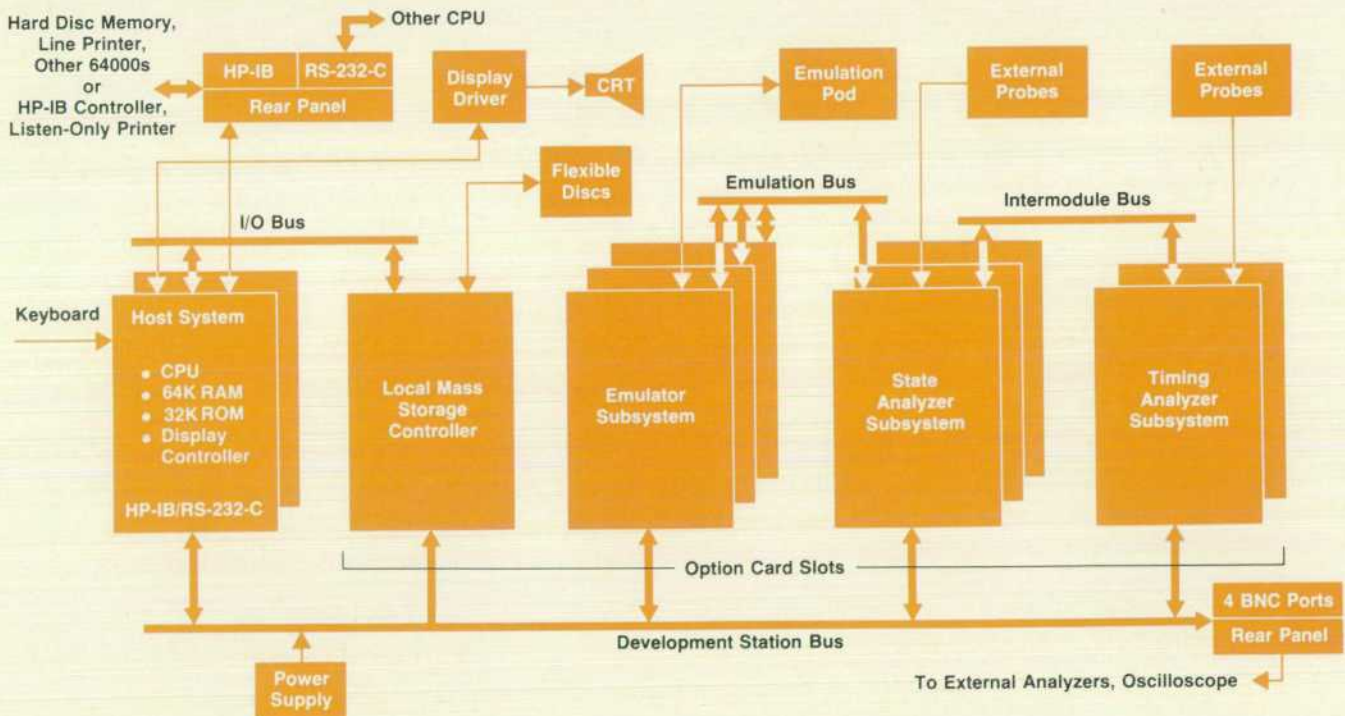 Hard Disc Memory,
Line Printer,
Other 64000s
or
HP-IB Controller,
Listen-Only Printer
HP-IB
RS-232-C
Rear Panel
Other CPU
Display
Driver
CRT
Emulation
Pod
External
Probes
External
Probes
Flexible
Discs
I/O Bus
Emulation Bus
Intermodule Bus
Keyboard
Host System
• CPU
• 64K RAM
• 32K ROM
• Display
Controller
HP-IB/RS-232-C
Local Mass
Storage
Controller
Emulator
Subsystem
State
Analyzer
Subsystem
Timing
Analyzer
Subsystem
Option Card Slots
Development Station Bus
4 BNC Ports
Rear Panel
Power
Supply
To External Analyzers, Oscilloscope